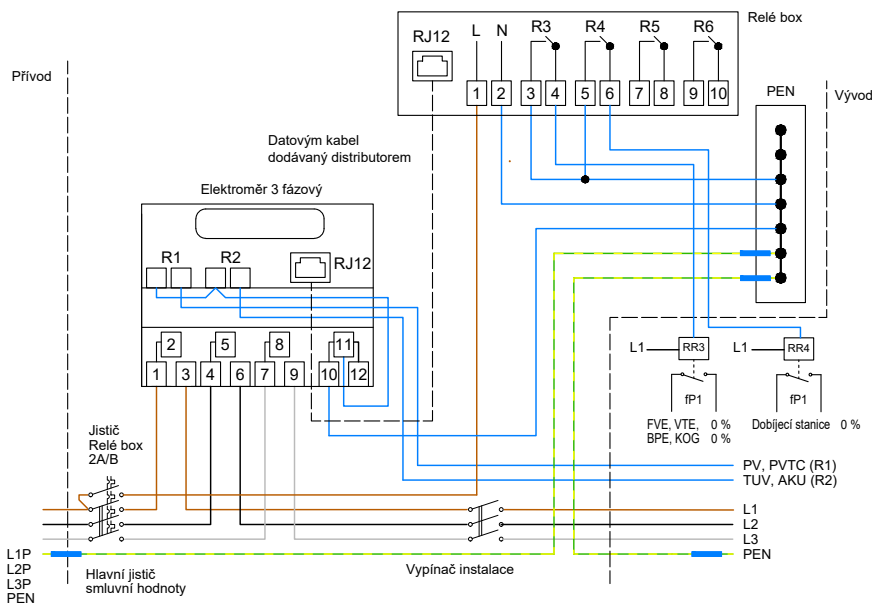 Relé box
RJ12
L
N
R3
R4
R5
R6
1
2
3
4
5
6
7
8
9
10
PEN
Přívod
Vývod
Datovým kabel
dodávaný distributorem
Elektroměr 3 fázový
R1
R2
RJ12
2
5
8
11
1
3
4
6
7
9
10
12
L1
RR3
L1
RR4
fP1
fP1
FVE, VTE, 0 %
BPE, KOG 0 %
Dobíjecí stanice 0 %
Jistič
Relé box
2A/B
PV, PVTC (R1)
TUV, AKU (R2)
L1
L2
L3
PEN
L1P
L2P
L3P
PEN
Hlavní jistič
smluvní hodnoty
Vypínač instalace